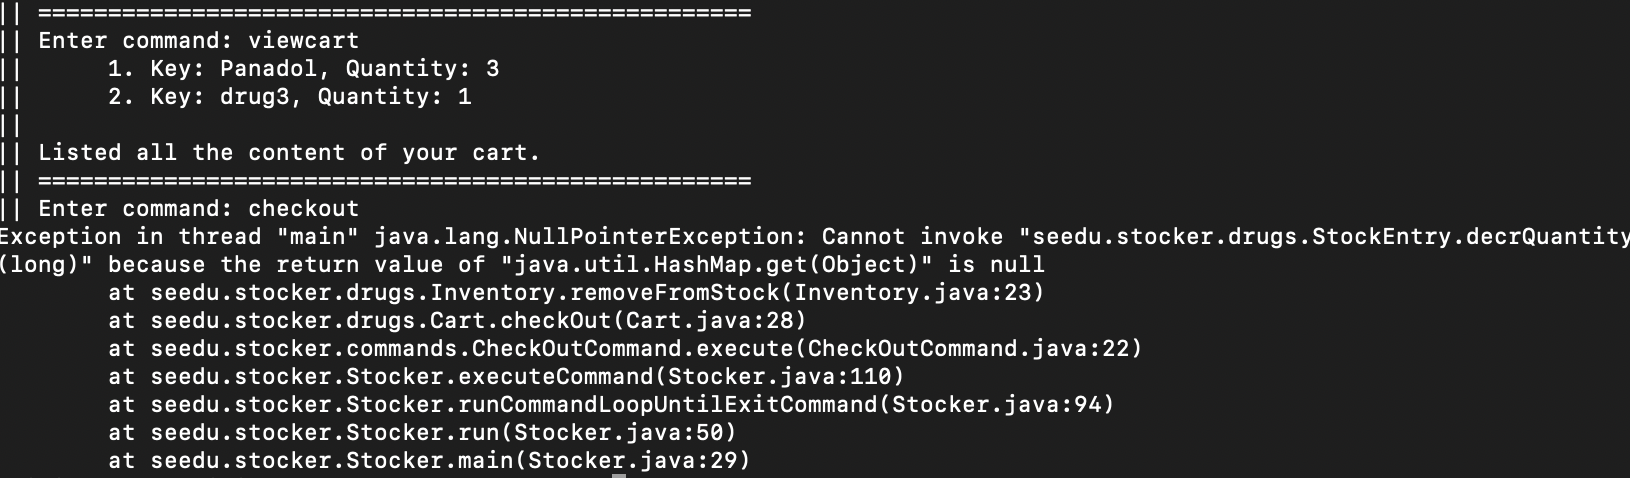 || ===================================================
|| Enter command: viewcart
||      1. Key: Panadol, Quantity: 3
||      2. Key: drug3, Quantity: 1
||
|| Listed all the content of your cart.
|| ===================================================
|| Enter command: checkout
Exception in thread "main" java.lang.NullPointerException: Cannot invoke "seedu.stocker.drugs.StockEntry.decrQuantity
(long)" because the return value of "java.util.HashMap.get(Object)" is null
        at seedu.stocker.drugs.Inventory.removeFromStock(Inventory.java:23)
        at seedu.stocker.drugs.Cart.checkOut(Cart.java:28)
        at seedu.stocker.commands.CheckOutCommand.execute(CheckOutCommand.java:22)
        at seedu.stocker.Stocker.executeCommand(Stocker.java:110)
        at seedu.stocker.Stocker.runCommandLoopUntilExitCommand(Stocker.java:94)
        at seedu.stocker.Stocker.run(Stocker.java:50)
        at seedu.stocker.Stocker.main(Stocker.java:29)